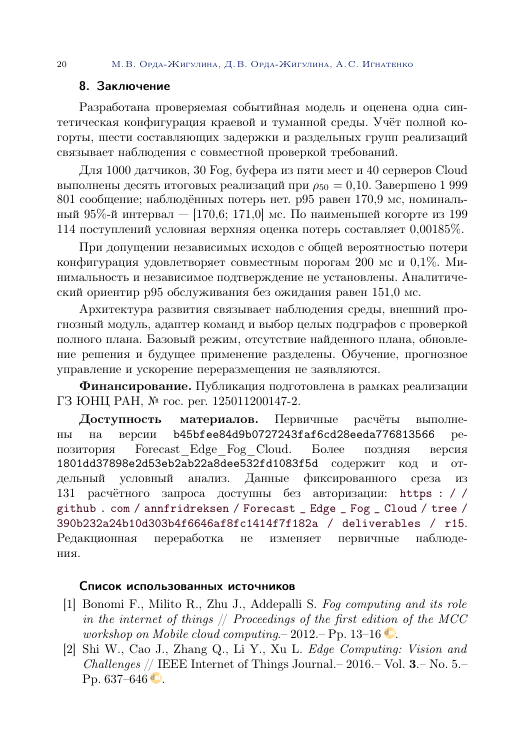 20 М. В. Орда-Жигулина, Д. В. Орда-Жигулина, А. С. Игнатенко
8. Заключение
Разработана проверяемая событийная модель и оценена одна син-
тетическая конфигурация краевой и туманной среды. Учёт полной ко-
горты, шести составляющих задержки и раздельных групп реализаций
связывает наблюдения с совместной проверкой требований.
Для 1000 датчиков, 30 Fog, буфера из пяти мест и 40 серверов Cloud
выполнены десять итоговых реализаций при ρ50 = 0,10. Завершено 1 999
801 сообщение; наблюдённых потерь нет. p95 равен 170,9 мс, номиналь-
ный 95%-й интервал — [170,6; 171,0] мс. По наименьшей когорте из 199
114 поступлений условная верхняя оценка потерь составляет 0,00185%.
При допущении независимых исходов с общей вероятностью потери
конфигурация удовлетворяет совместным порогам 200 мс и 0,1%. Ми-
нимальность и независимое подтверждение не установлены. Аналитиче-
ский ориентир p95 обслуживания без ожидания равен 151,0 мс.
Архитектура развития связывает наблюдения среды, внешний про-
гнозный модуль, адаптер команд и выбор целых подграфов с проверкой
полного плана. Базовый режим, отсутствие найденного плана, обновле-
ние решения и будущее применение разделены. Обучение, прогнозное
управление и ускорение переразмещения не заявляются.
Финансирование. Публикация подготовлена в рамках реализации
ГЗ ЮНЦ РАН, № гос. рег. 125011200147-2.
Доступность материалов. Первичные расчёты выполне-
ны на версии b45bfee84d9b0727243faf6cd28eeda776813566 ре-
позитория Forecast_Edge_Fog_Cloud. Более поздняя версия
1801dd37898e2d53eb2ab22a8dee532fd1083f5d содержит код и от-
дельный условный анализ. Данные фиксированного среза из
131 расчётного запроса доступны без авторизации: https : / /
github . com / annfridreksen / Forecast _ Edge _ Fog _ Cloud / tree /
390b232a24b10d303b4f6646af8fc1414f7f182a / deliverables / r15.
Редакционная переработка не изменяет первичные наблюде-
ния.
Список использованных источников
[1] Bonomi F., Milito R., Zhu J., Addepalli S. Fog computing and its role
in the internet of things // Proceedings of the first edition of the MCC
workshop on Mobile cloud computing.– 2012.– Pp. 13–16 .
[2] Shi W., Cao J., Zhang Q., Li Y., Xu L. Edge Computing: Vision and
Challenges // IEEE Internet of Things Journal.– 2016.– Vol. 3.– No. 5.–
Pp. 637–646 .